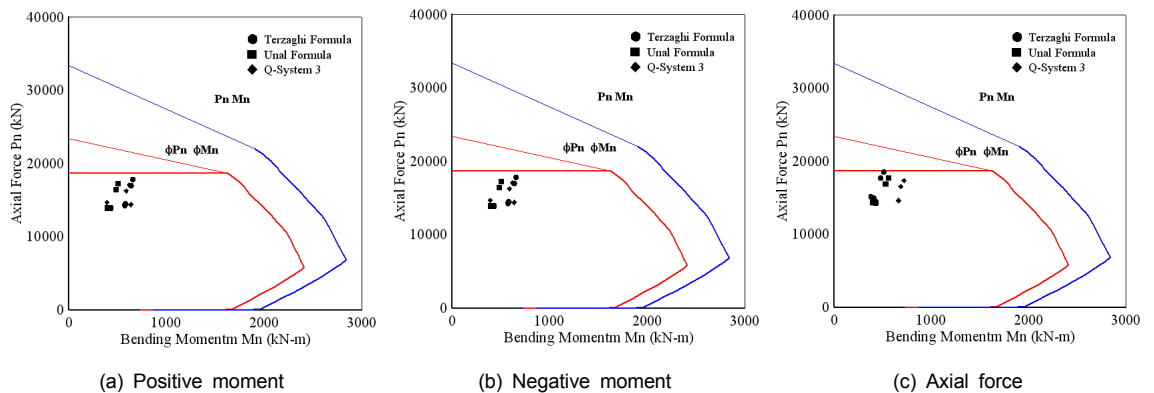 40000
30000
20000
10000
0
Axial Force Pn (kN)
Terzaghi Formula
Unal Formula
Q-System 3
Pn Mn
ϕPn ϕMn
0 1000 2000 3000
Bending Momentm Mn (kN-m)
(a) Positive moment
40000
30000
20000
10000
0
Axial Force Pn (kN)
Terzaghi Formula
Unal Formula
Q-System 3
Pn Mn
ϕPn ϕMn
0 1000 2000 3000
Bending Momentm Mn (kN-m)
(b) Negative moment
40000
30000
20000
10000
0
Axial Force Pn (kN)
Terzaghi Formula
Unal Formula
Q-System 3
Pn Mn
ϕPn ϕMn
0 1000 2000 3000
Bending Momentm Mn (kN-m)
(c) Axial force